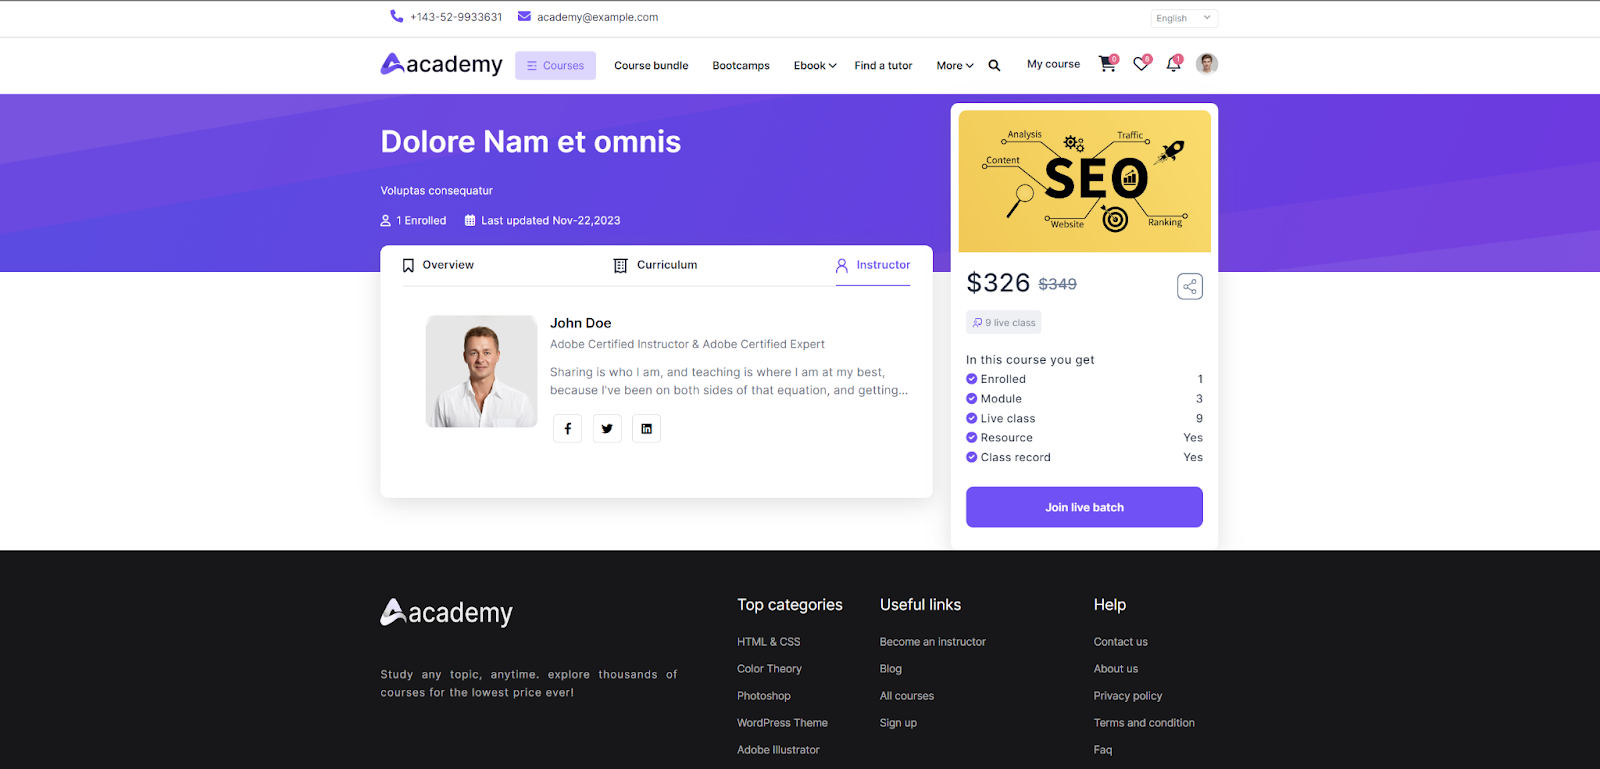 +143-52-9933631 academy@example.com English
academy Courses Course bundle Bootcamps Ebook Find a tutor More My course 0 6 1
Dolore Nam et omnis
Voluptas consequatur
1 Enrolled Last updated Nov-22,2023
Overview Curriculum Instructor
John Doe
Adobe Certified Instructor & Adobe Certified Expert
Sharing is who I am, and teaching is where I am at my best,
because I've been on both sides of that equation, and getting...
Analysis Traffic
Content
SEO
Website Ranking
$326 $349
9 live class
In this course you get
Enrolled 1
Module 3
Live class 9
Resource Yes
Class record Yes
Join live batch
academy
Study any topic, anytime. explore thousands of
courses for the lowest price ever!
Top categories
HTML & CSS
Color Theory
Photoshop
WordPress Theme
Adobe Illustrator
Useful links
Become an instructor
Blog
All courses
Sign up
Help
Contact us
About us
Privacy policy
Terms and condition
Faq